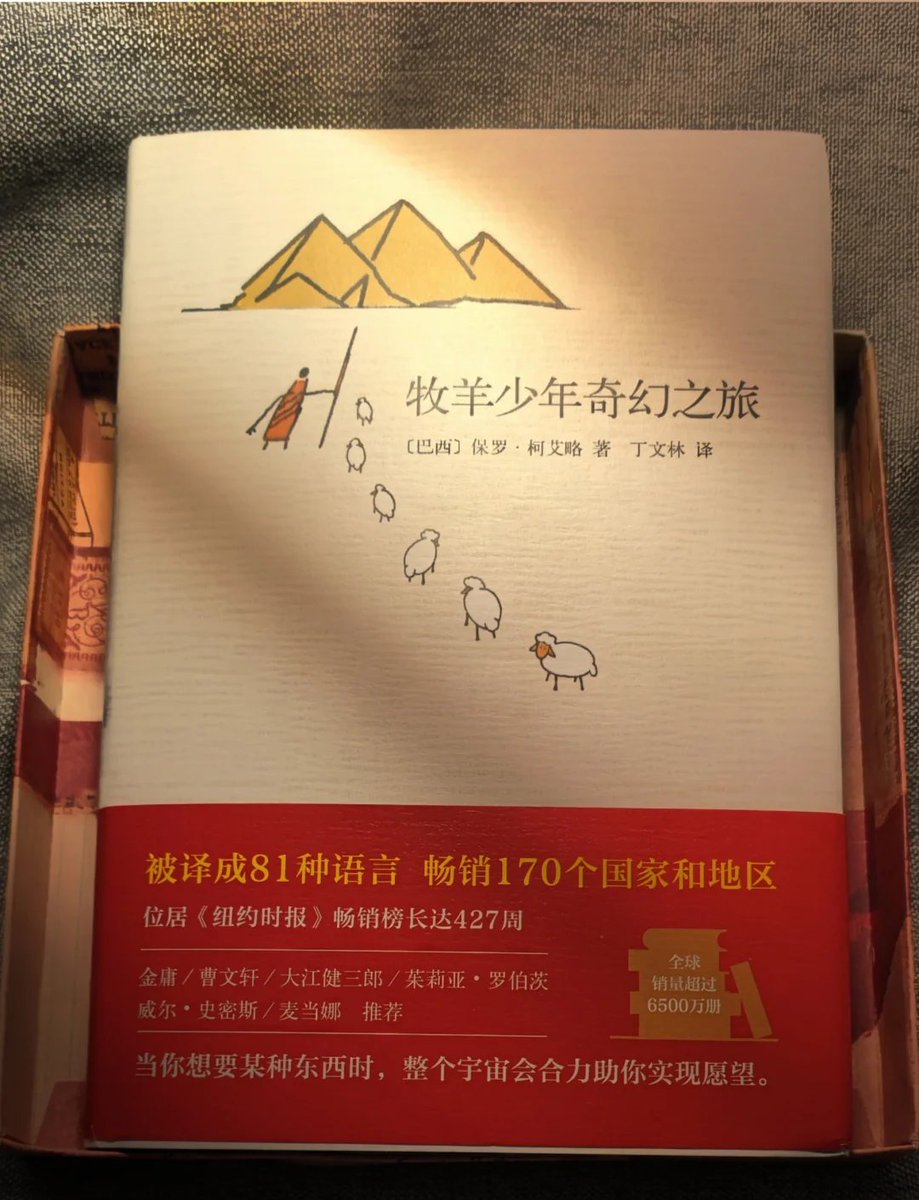 牧羊少年奇幻之旅
〔巴西〕保罗·柯艾略 著 丁文林 译
被译成81种语言 畅销170个国家和地区
位居《纽约时报》畅销榜长达427周
金庸/曹文轩/大江健三郎/茱莉亚·罗伯茨
威尔·史密斯/麦当娜 推荐
全球
销量超过
6500万册
当你想要某种东西时，整个宇宙会合力助你实现愿望。